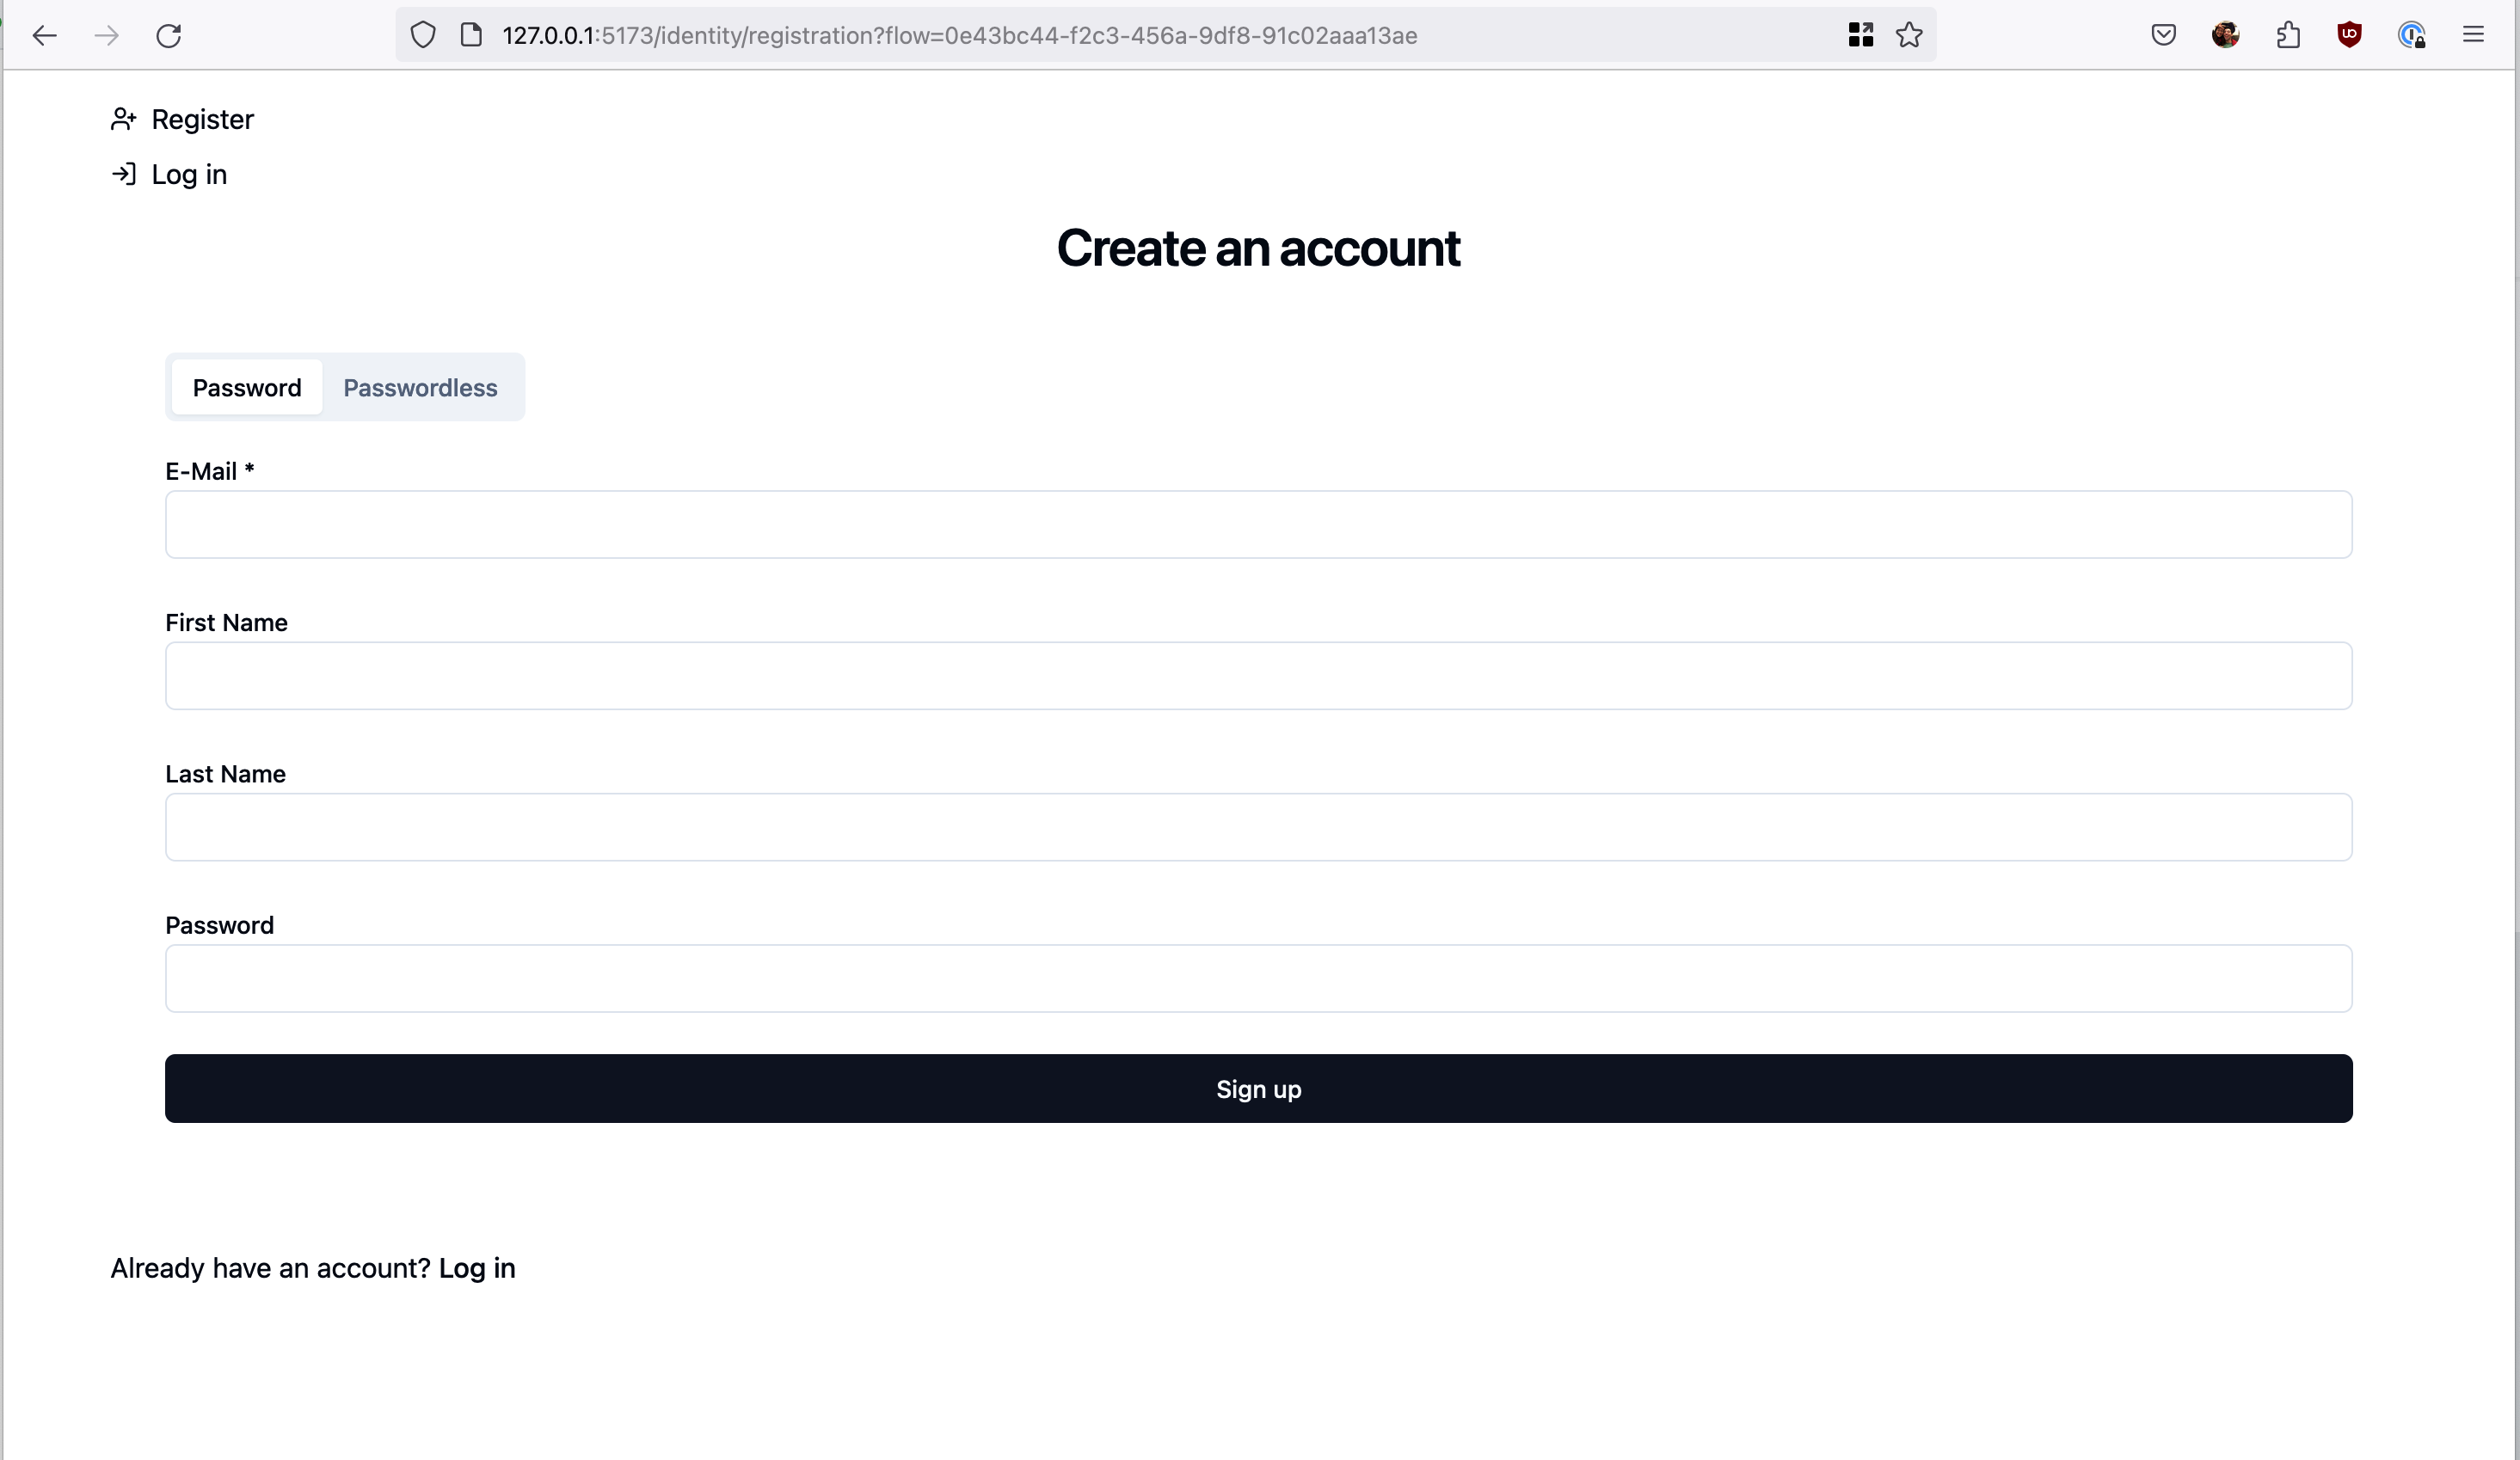 127.0.0.1:5173/identity/registration?flow=0e43bc44-f2c3-456a-9df8-91c02aaa13ae
Register
Log in
Create an account
Password Passwordless
E-Mail *
First Name
Last Name
Password
Sign up
Already have an account? Log in